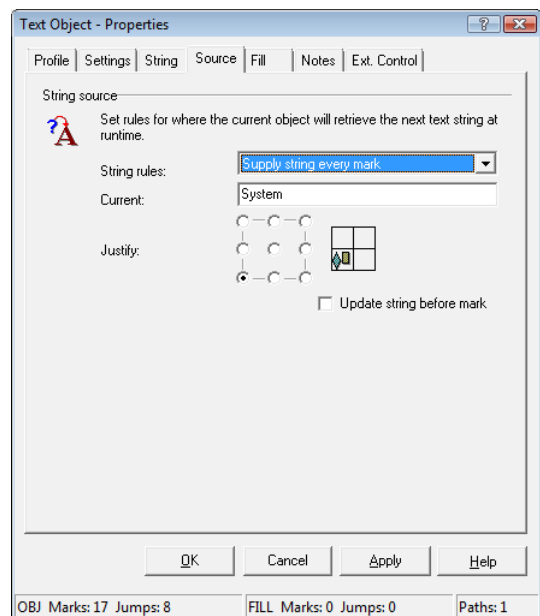 Text Object - Properties
Profile Settings String Source Fill Notes Ext. Control
String source
Set rules for where the current object will retrieve the next text string at
runtime.
String rules: Supply string every mark
Current: System
Justify:
Update string before mark
OK Cancel Apply Help
OBJ Marks: 17 Jumps: 8 FILL Marks: 0 Jumps: 0 Paths: 1